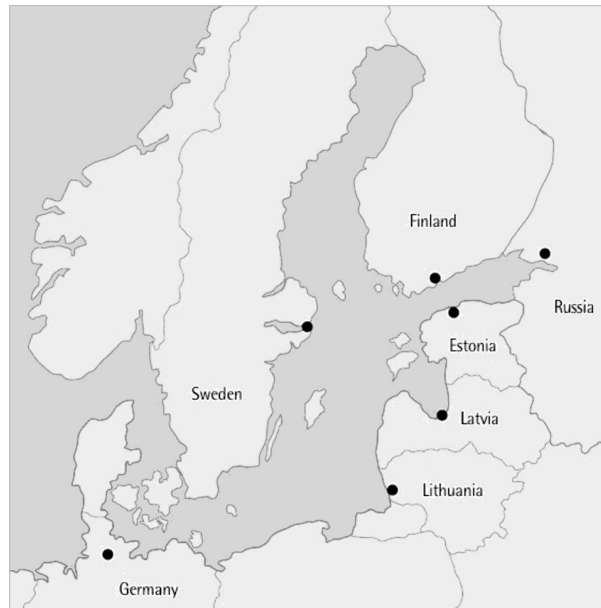 Finland
Russia
Estonia
Sweden
Latvia
Lithuania
Germany